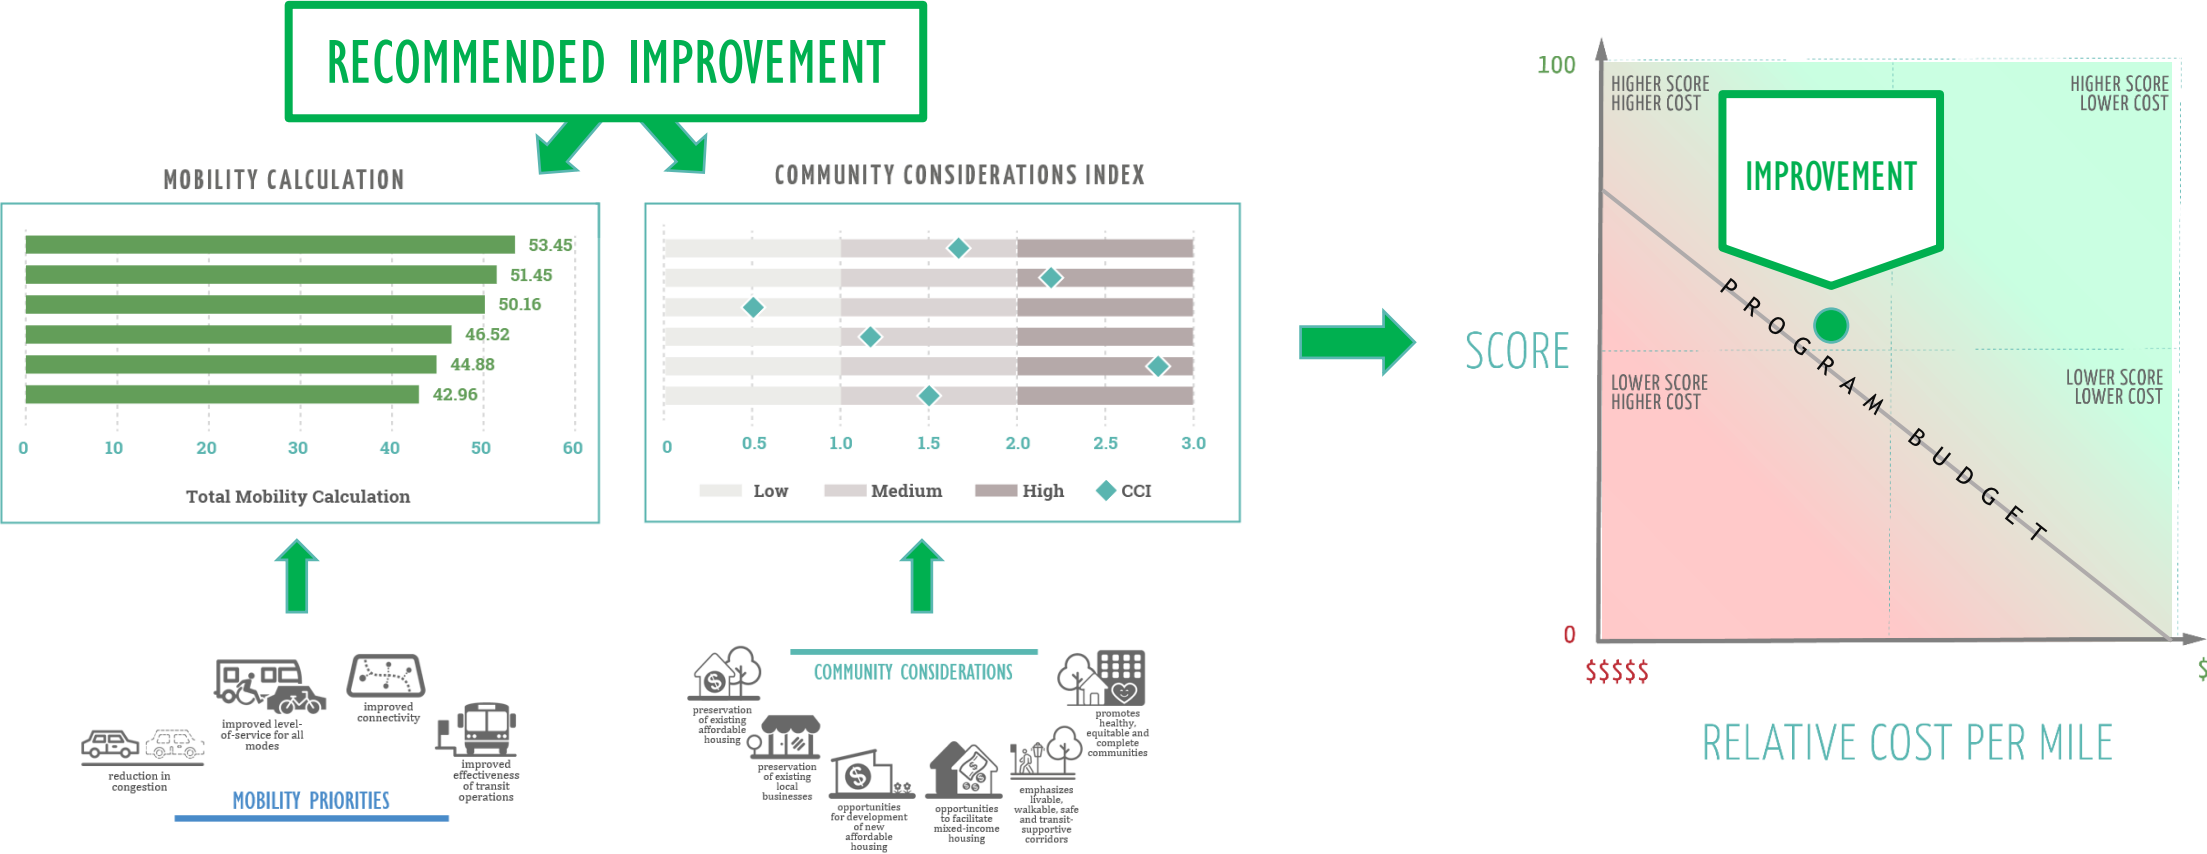 RECOMMENDED IMPROVEMENT
MOBILITY CALCULATION
53.45
51.45
50.16
46.52
44.88
42.96
0 10 20 30 40 50 60
Total Mobility Calculation
COMMUNITY CONSIDERATIONS INDEX
0 0.5 1.0 1.5 2.0 2.5 3.0
Low Medium High CCI
reduction in
congestion
improved level-
of-service for all
modes
improved
connectivity
improved
effectiveness
of transit
operations
MOBILITY PRIORITIES
COMMUNITY CONSIDERATIONS
preservation
of existing
affordable
housing
preservation
of existing
local
businesses
opportunities
for development
of new
affordable
housing
opportunities
to facilitate
mixed-income
housing
emphasizes
livable,
walkable, safe
and transit-
supportive
corridors
promotes
healthy,
equitable and
complete
communities
100
HIGHER SCORE
HIGHER COST
HIGHER SCORE
LOWER COST
IMPROVEMENT
PROGRAM BUDGET
SCORE
LOWER SCORE
HIGHER COST
LOWER SCORE
LOWER COST
0
$$$$$
$
RELATIVE COST PER MILE